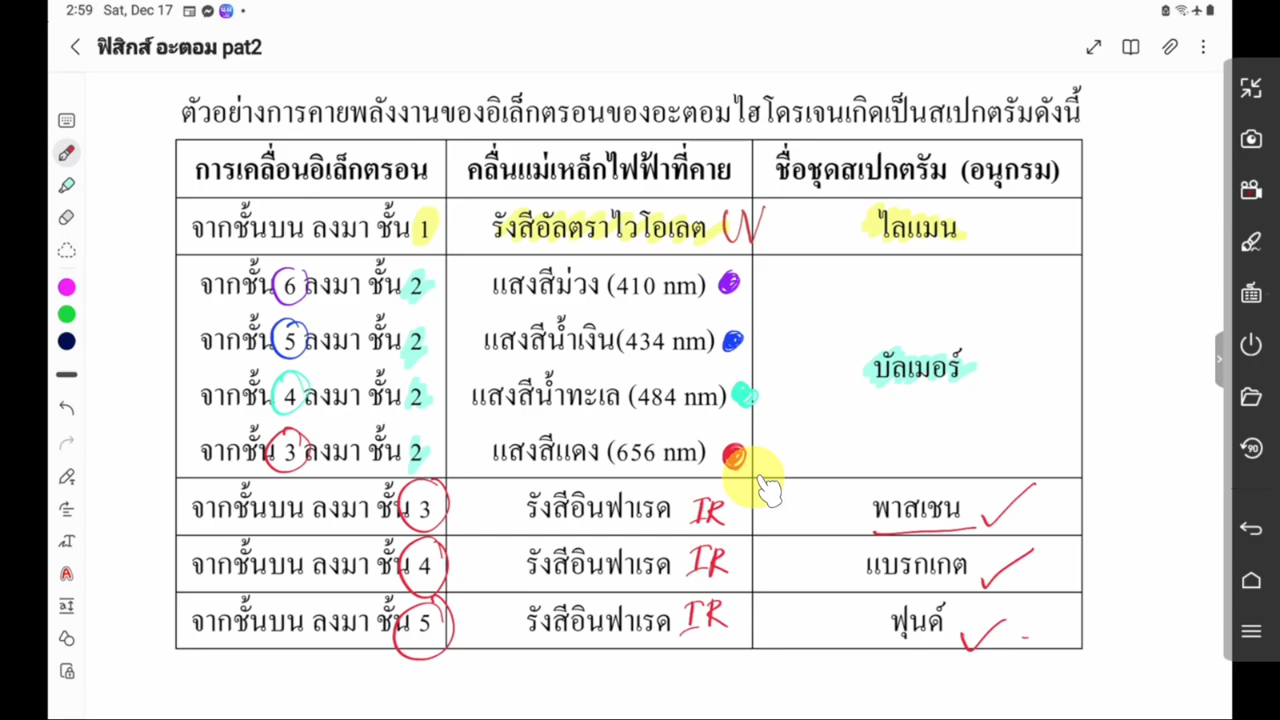 2:59 Sat, Dec 17
ฟิสิกส์ อะตอม pat2
ตัวอย่างการคายพลังงานของอิเล็กตรอนของอะตอมไฮโดรเจนเกิดเป็นสเปกตรัมดังนี้
การเคลื่อนอิเล็กตรอน คลื่นแม่เหล็กไฟฟ้าที่คาย ชื่อชุดสเปกตรัม (อนุกรม)
จากชั้นบน ลงมา ชั้น 1 รังสีอัลตราไวโอเลต UV ไลแมน
จากชั้น 6 ลงมา ชั้น 2 แสงสีม่วง (410 nm)
จากชั้น 5 ลงมา ชั้น 2 แสงสีน้ำเงิน(434 nm)
บัลเมอร์
จากชั้น 4 ลงมา ชั้น 2 แสงสีน้ำทะเล (484 nm)
จากชั้น 3 ลงมา ชั้น 2 แสงสีแดง (656 nm)
จากชั้นบน ลงมา ชั้น 3 รังสีอินฟาเรด IR พาสเชน
จากชั้นบน ลงมา ชั้น 4 รังสีอินฟาเรด IR แบรกเกต
จากชั้นบน ลงมา ชั้น 5 รังสีอินฟาเรด IR ฟุนด์
90